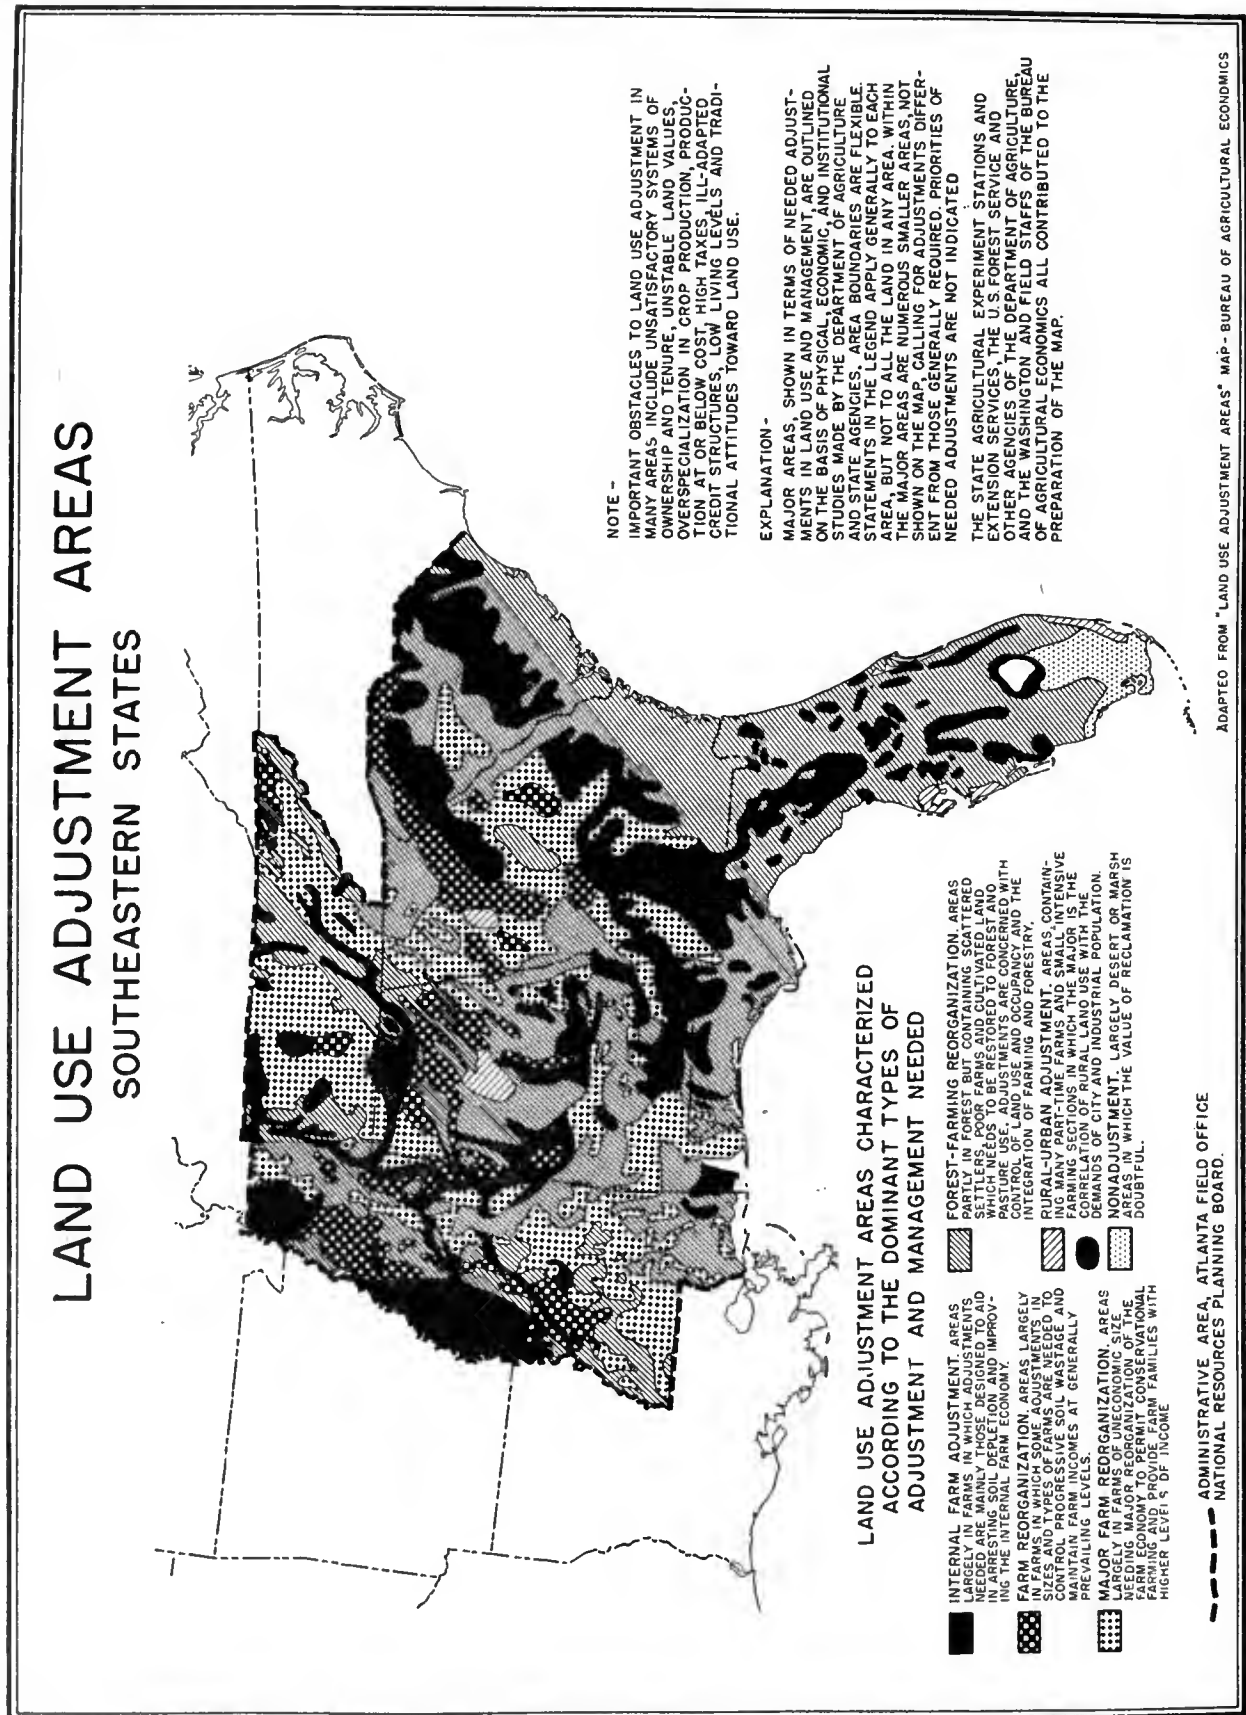 LAND USE ADJUSTMENT AREAS
SOUTHEASTERN STATES
NOTE -
IMPORTANT OBSTACLES TO LAND USE ADJUSTMENT IN
MANY AREAS INCLUDE UNSATISFACTORY SYSTEMS OF
OWNERSHIP AND TENURE, UNSTABLE LAND VALUES,
OVERSPECIALIZATION IN CROP PRODUCTION, PRODUC-
TION AT OR BELOW COST, HIGH TAXES, ILL-ADAPTED
CREDIT STRUCTURES, LOW LIVING LEVELS AND TRADI-
TIONAL ATTITUDES TOWARD LAND USE.
EXPLANATION -
MAJOR AREAS, SHOWN IN TERMS OF NEEDED ADJUST-
MENTS IN LAND USE AND MANAGEMENT, ARE OUTLINED
ON THE BASIS OF PHYSICAL, ECONOMIC, AND INSTITUTIONAL
STUDIES MADE BY THE DEPARTMENT OF AGRICULTURE
AND STATE AGENCIES. AREA BOUNDARIES ARE FLEXIBLE.
STATEMENTS IN THE LEGEND APPLY GENERALLY TO EACH
AREA, BUT NOT TO ALL THE LAND IN ANY AREA. WITHIN
THE MAJOR AREAS ARE NUMEROUS SMALLER AREAS, NOT
SHOWN ON THE MAP, CALLING FOR ADJUSTMENTS DIFFER-
ENT FROM THOSE GENERALLY REQUIRED. PRIORITIES OF
NEEDED ADJUSTMENTS ARE NOT INDICATED
THE STATE AGRICULTURAL EXPERIMENT STATIONS AND
EXTENSION SERVICES, THE U.S. FOREST SERVICE AND
OTHER AGENCIES OF THE DEPARTMENT OF AGRICULTURE,
AND THE WASHINGTON AND FIELD STAFFS OF THE BUREAU
OF AGRICULTURAL ECONOMICS ALL CONTRIBUTED TO THE
PREPARATION OF THE MAP.
LAND USE ADJUSTMENT AREAS CHARACTERIZED
ACCORDING TO THE DOMINANT TYPES OF
ADJUSTMENT AND MANAGEMENT NEEDED
INTERNAL FARM ADJUSTMENT. AREAS
LARGELY IN FARMS IN WHICH ADJUSTMENTS
NEEDED ARE MAINLY THOSE DESIGNED TO AID
IN ARRESTING SOIL DEPLETION AND IMPROV-
ING THE INTERNAL FARM ECONOMY.
FARM REORGANIZATION. AREAS LARGELY
IN FARMS IN WHICH SOME ADJUSTMENTS IN
SIZES AND TYPES OF FARMS ARE NEEDED TO
CONTROL PROGRESSIVE SOIL WASTAGE AND
MAINTAIN FARM INCOMES AT GENERALLY
PREVAILING LEVELS.
MAJOR FARM REORGANIZATION. AREAS
LARGELY IN FARMS OF UNECONOMIC SIZE
NEEDING MAJOR REORGANIZATION OF THE
FARM ECONOMY TO PERMIT CONSERVATIONAL
FARMING AND PROVIDE FARM FAMILIES WITH
HIGHER LEVELS OF INCOME
FOREST-FARMING REORGANIZATION. AREAS
PARTLY IN FOREST BUT CONTAINING SCATTERED
SETTLERS, POOR FARMS AND CULTIVATED LAND
WHICH NEEDS TO BE RESTORED TO FOREST AND
PASTURE USE. ADJUSTMENTS ARE CONCERNED WITH
CONTROL OF LAND USE AND OCCUPANCY AND THE
INTEGRATION OF FARMING AND FORESTRY.
RURAL-URBAN ADJUSTMENT. AREAS, CONTAIN-
ING MANY PART-TIME FARMS AND SMALL INTENSIVE
FARMING SECTIONS IN WHICH THE MAJOR IS THE
CORRELATION OF RURAL LAND USE WITH THE
DEMANDS OF CITY AND INDUSTRIAL POPULATION.
NONADJUSTMENT. LARGELY DESERT OR MARSH
AREAS IN WHICH THE VALUE OF RECLAMATION IS
DOUBTFUL.
ADMINISTRATIVE AREA, ATLANTA FIELD OFFICE
NATIONAL RESOURCES PLANNING BOARD.
ADAPTED FROM "LAND USE ADJUSTMENT AREAS" MAP - BUREAU OF AGRICULTURAL ECONOMICS